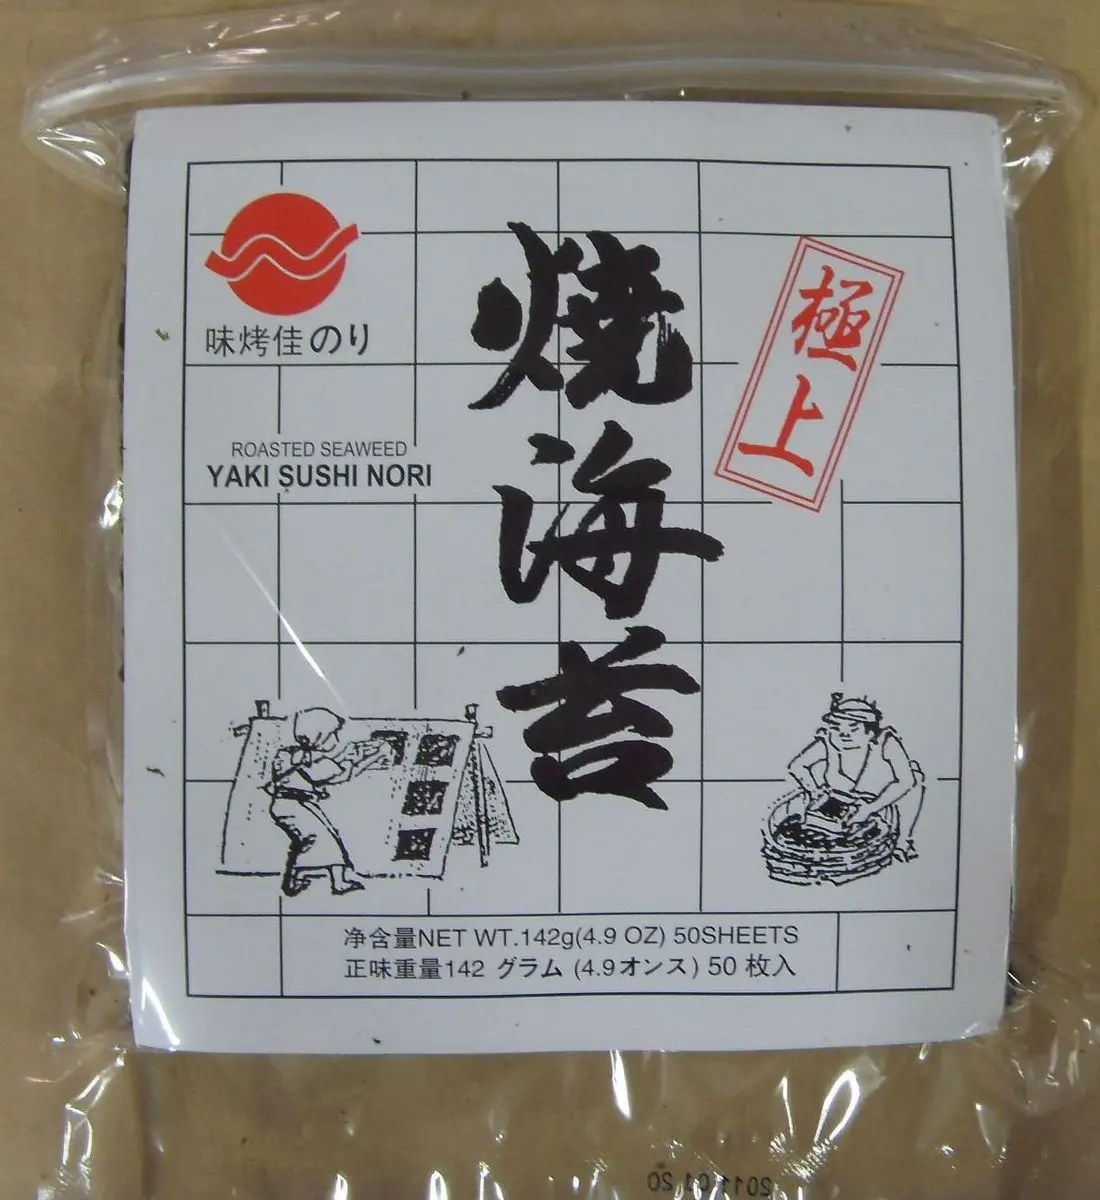 味烤佳のり
ROASTED SEAWEED
YAKI SUSHI NORI
焼海苔
極上
净含量NET WT.142g(4.9 OZ) 50SHEETS
正味重量142 グラム (4.9オンス) 50 枚入